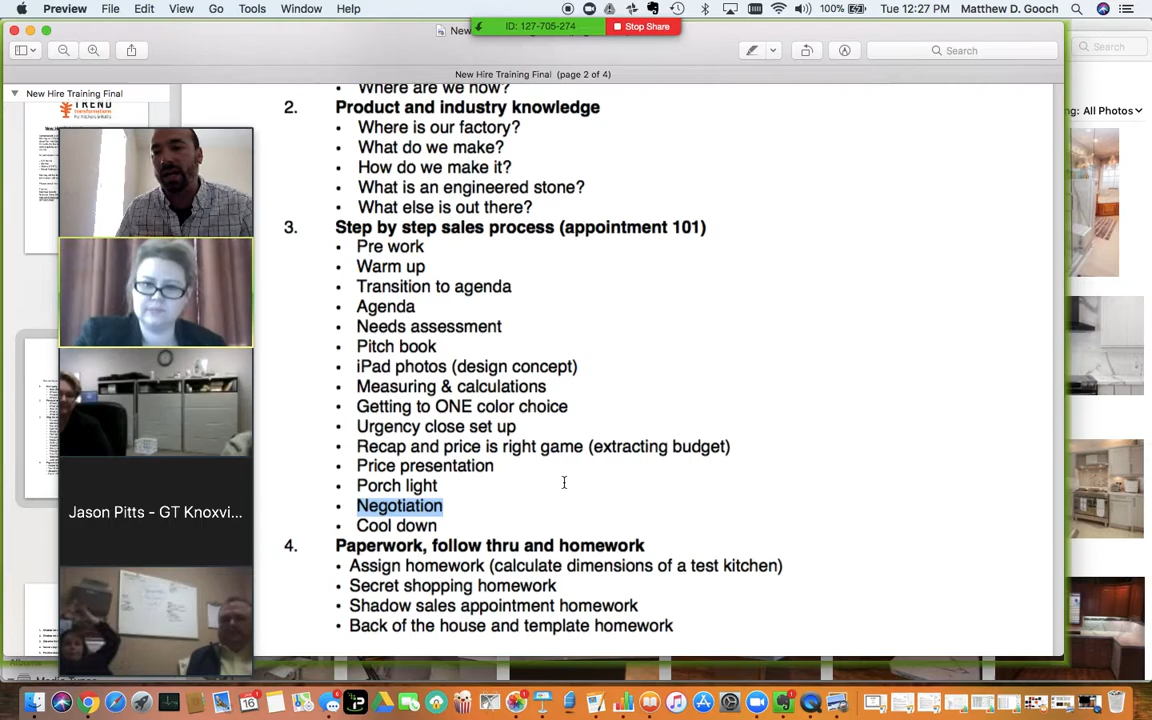 Preview File Edit View Go Tools Window Help
100% Tue 12:27 PM Matthew D. Gooch
ID: 127-705-274 Stop Share
New
Search
Search
New Hire Training Final (page 2 of 4)
New Hire Training Final
ng: All Photos
TREND
transformations
Where are we now?
2. Product and industry knowledge
• Where is our factory?
• What do we make?
• How do we make it?
• What is an engineered stone?
• What else is out there?
3. Step by step sales process (appointment 101)
• Pre work
• Warm up
• Transition to agenda
• Agenda
• Needs assessment
• Pitch book
• iPad photos (design concept)
• Measuring & calculations
• Getting to ONE color choice
• Urgency close set up
• Recap and price is right game (extracting budget)
• Price presentation
• Porch light
• Negotiation
• Cool down
4. Paperwork, follow thru and homework
• Assign homework (calculate dimensions of a test kitchen)
• Secret shopping homework
• Shadow sales appointment homework
• Back of the house and template homework
Jason Pitts - GT Knoxvi...